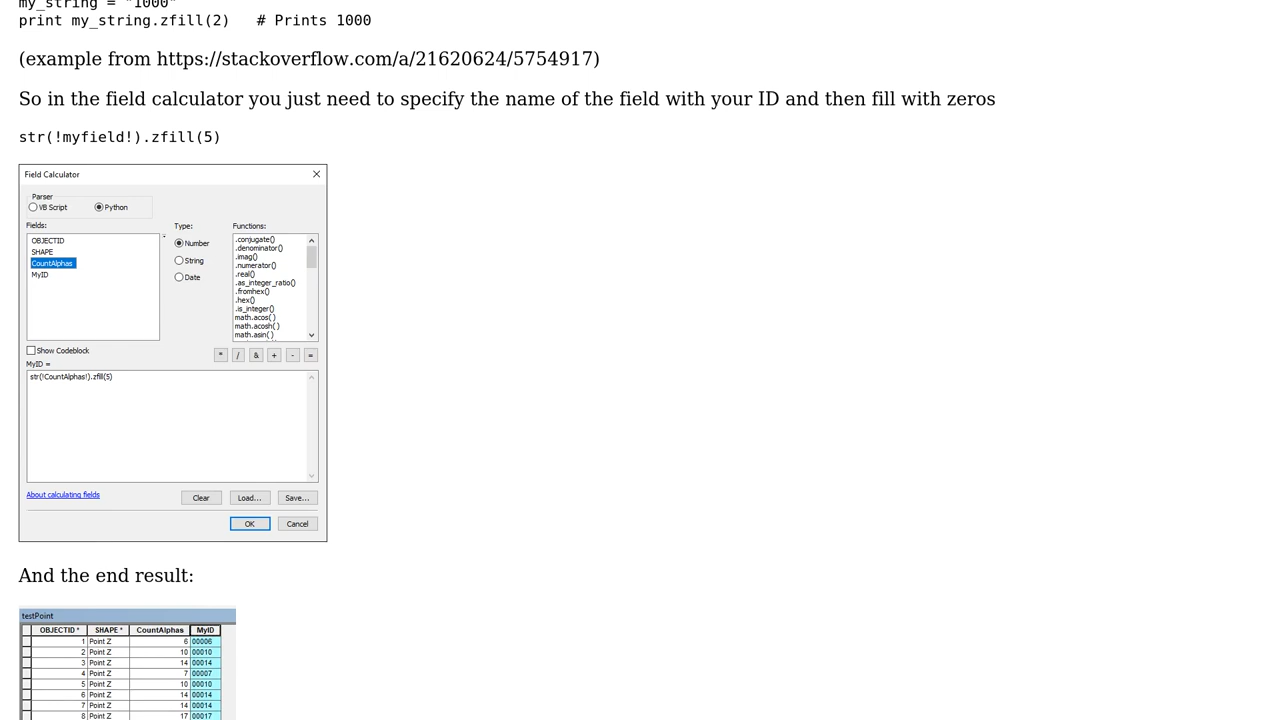 my_string = "1000"
print my_string.zfill(2)   # Prints 1000
(example from https://stackoverflow.com/a/21620624/5754917)
So in the field calculator you just need to specify the name of the field with your ID and then fill with zeros
str(!myfield!).zfill(5)
Field Calculator
Parser
VB Script Python
Fields: Type: Functions:
OBJECTID
SHAPE
CountAlphas
MyID
Number
String
Date
.conjugate()
.denominator()
.imag()
.numerator()
.real()
.as_integer_ratio()
.fromhex()
.hex()
.is_integer()
math.acos( )
math.acosh( )
math.asin( )
Show Codeblock
* / & + - =
MyID =
str(!CountAlphas!).zfill(5)
About calculating fields
Clear Load... Save...
OK Cancel
And the end result:
testPoint
OBJECTID * SHAPE * CountAlphas MyID
1 Point Z 6 00006
2 Point Z 10 00010
3 Point Z 14 00014
4 Point Z 7 00007
5 Point Z 10 00010
6 Point Z 14 00014
7 Point Z 14 00014
8 Point Z 17 00017